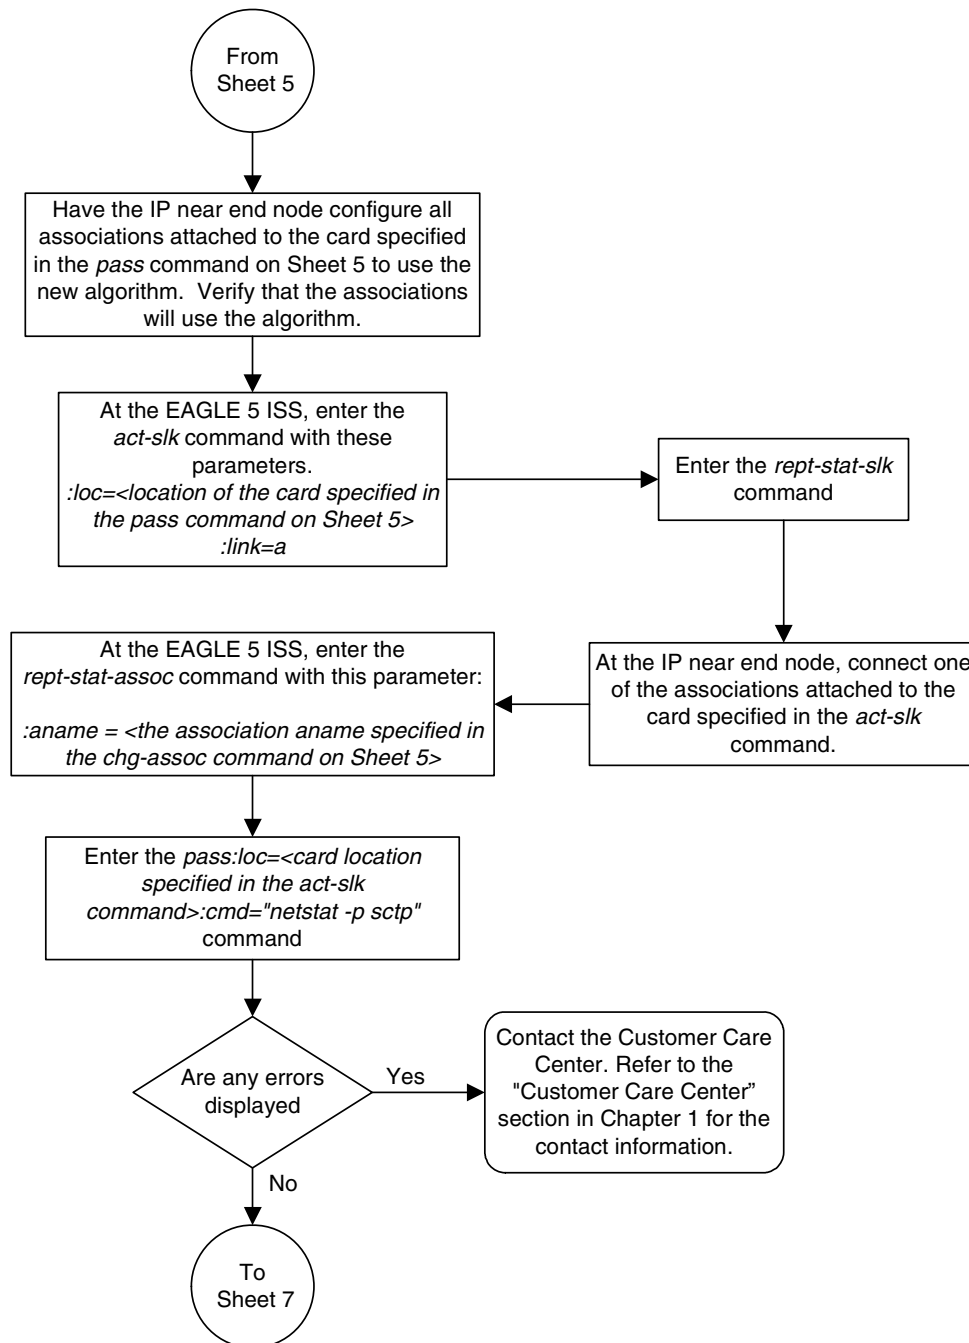 From
Sheet 5
Have the IP near end node configure all
associations attached to the card specified
in the pass command on Sheet 5 to use the
new algorithm.  Verify that the associations
will use the algorithm.
At the EAGLE 5 ISS, enter the
act-slk command with these
parameters.
:loc=<location of the card specified in
the pass command on Sheet 5>
:link=a
Enter the rept-stat-slk
command
At the IP near end node, connect one
of the associations attached to the
card specified in the act-slk
command.
At the EAGLE 5 ISS, enter the
rept-stat-assoc command with this parameter:
:aname = <the association aname specified in
the chg-assoc command on Sheet 5>
Enter the pass:loc=<card location
specified in the act-slk
command>:cmd="netstat -p sctp"
command
Are any errors
displayed
Yes
Contact the Customer Care
Center. Refer to the
"Customer Care Center”
section in Chapter 1 for the
contact information.
No
To
Sheet 7